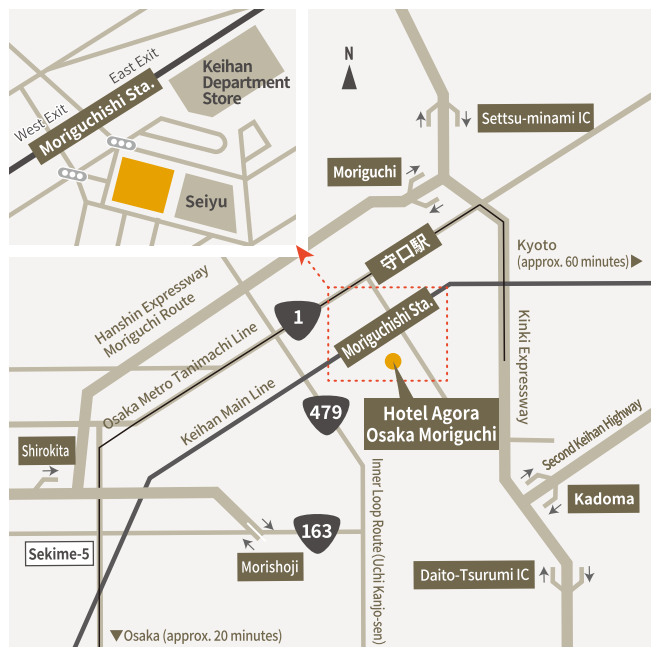 East Exit
Keihan
Department
Store
Moriguchishi Sta.
West Exit
Seiyu
N
Settsu-minami IC
Moriguchi
守口駅
Kyoto
(approx. 60 minutes)▶
Hanshin Expressway
Moriguchi Route
1
Moriguchishi Sta.
Osaka Metro Tanimachi Line
Keihan Main Line
Kinki Expressway
479
Hotel Agora
Osaka Moriguchi
Second Keihan Highway
Shirokita
Inner Loop Route (Uchi Kanjo-sen)
Kadoma
163
Sekime-5
Morishoji
Daito-Tsurumi IC
▼Osaka (approx. 20 minutes)